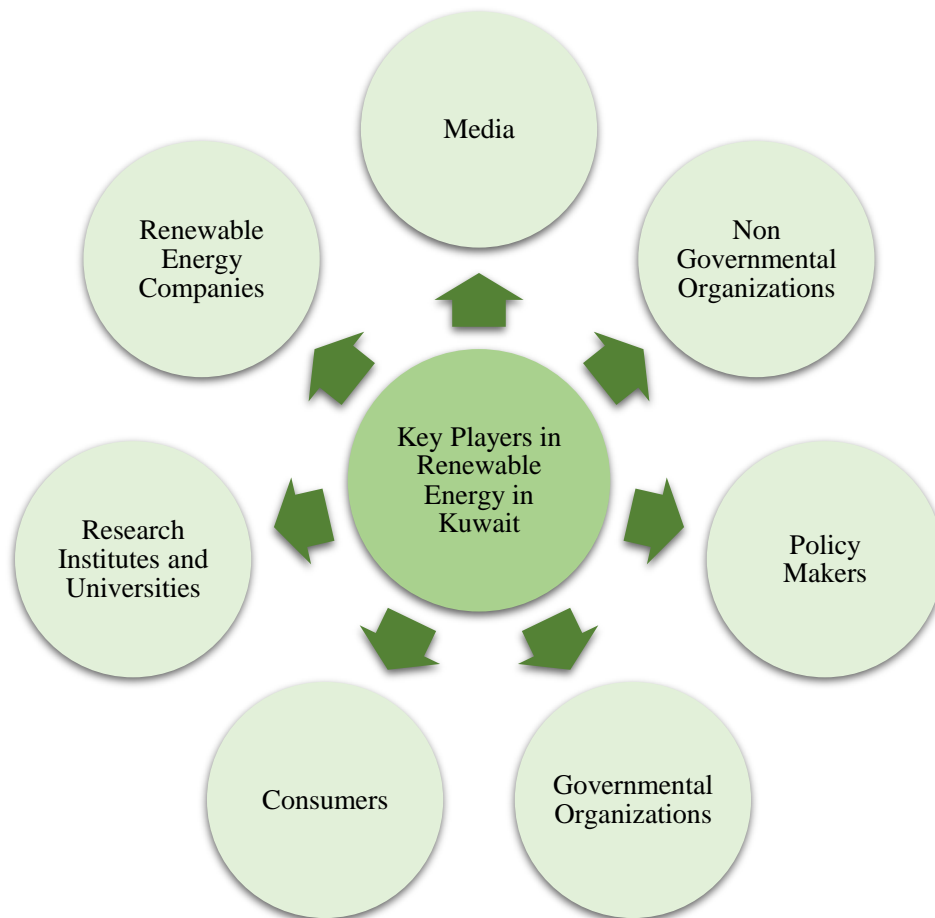 Media
Non
Governmental
Organizations
Policy
Makers
Governmental
Organizations
Consumers
Research
Institutes and
Universities
Renewable
Energy
Companies
Key Players in
Renewable
Energy in
Kuwait